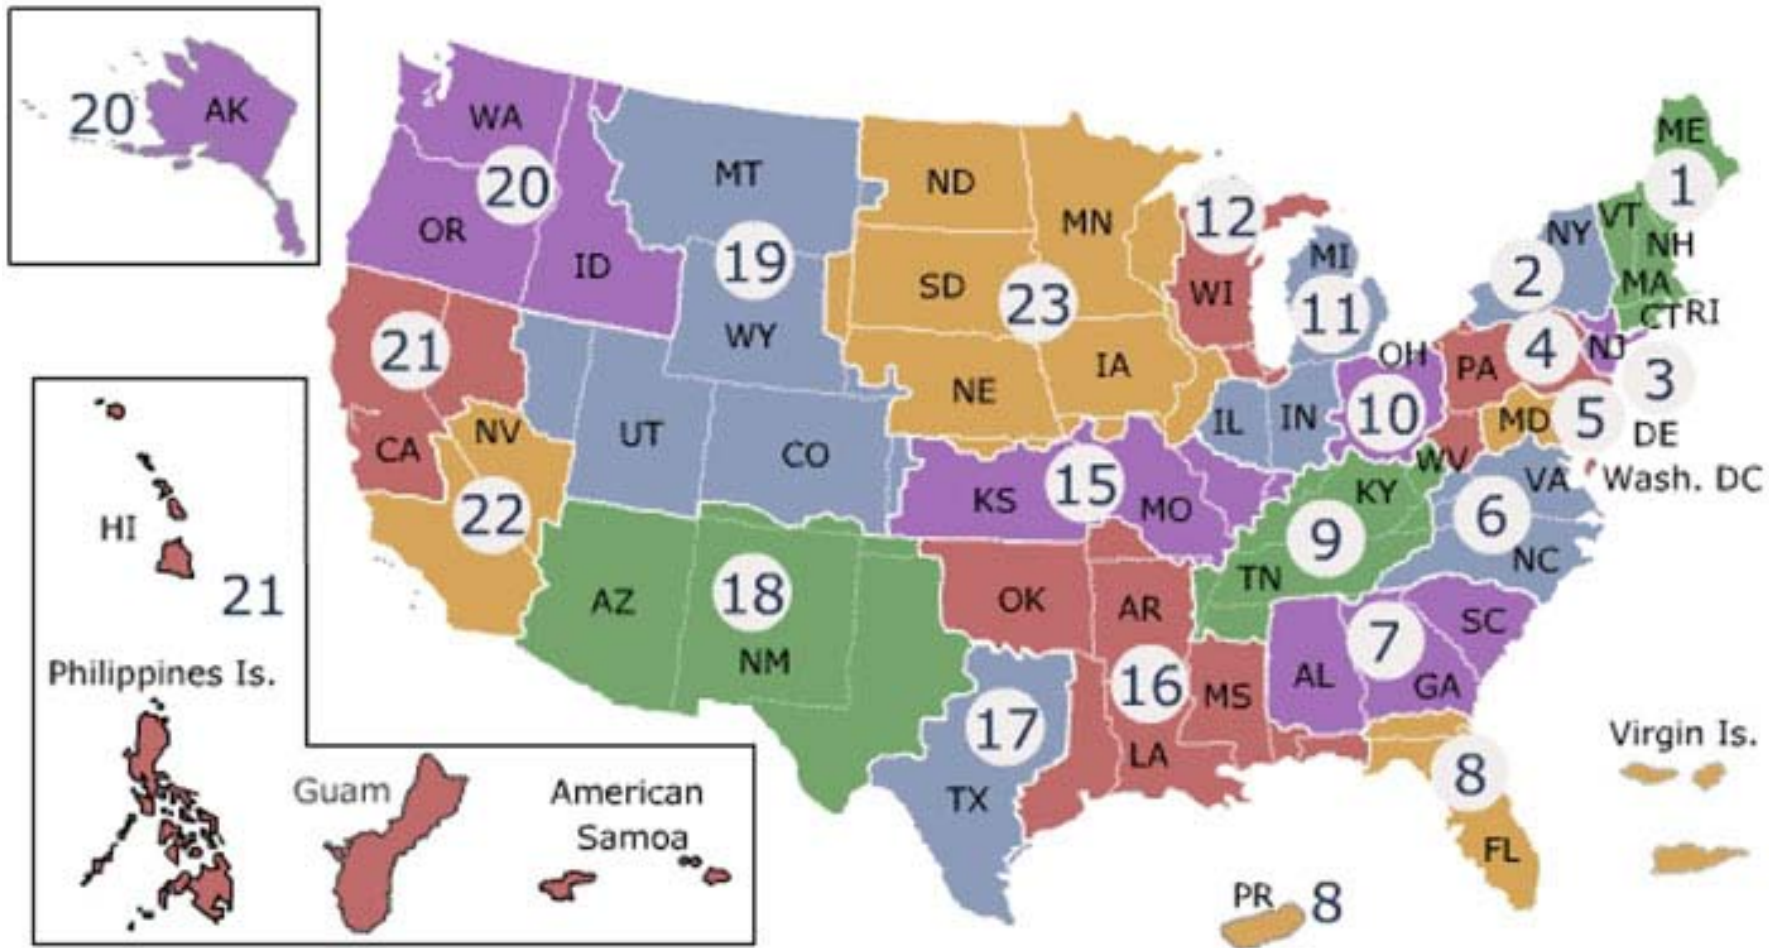 20
AK
WA
20
OR
ID
MT
19
WY
ND
MN
SD
23
NE
IA
12
WI
MI
11
ME
1
VT
NY
NH
2
MA
CT
RI
OH
PA
4
NJ
3
10
MD
5
DE
IL
IN
WV
VA
Wash. DC
21
CA
NV
22
UT
CO
KS
15
MO
KY
9
TN
6
NC
HI
21
AZ
18
NM
OK
AR
16
MS
LA
AL
7
GA
SC
17
TX
8
FL
Virgin Is.
PR
8
Philippines Is.
Guam
American
Samoa